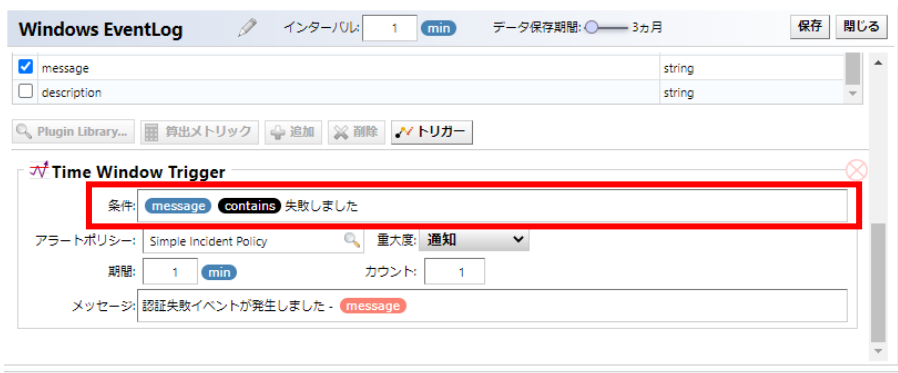 Windows EventLog インターバル: 1 min データ保存期間: 3ヵ月 保存 閉じる
message string
description string
Plugin Library... 算出メトリック 追加 削除 トリガー
Time Window Trigger
条件: message contains 失敗しました
アラートポリシー: Simple Incident Policy 重大度: 通知
期間: 1 min カウント: 1
メッセージ: 認証失敗イベントが発生しました - message